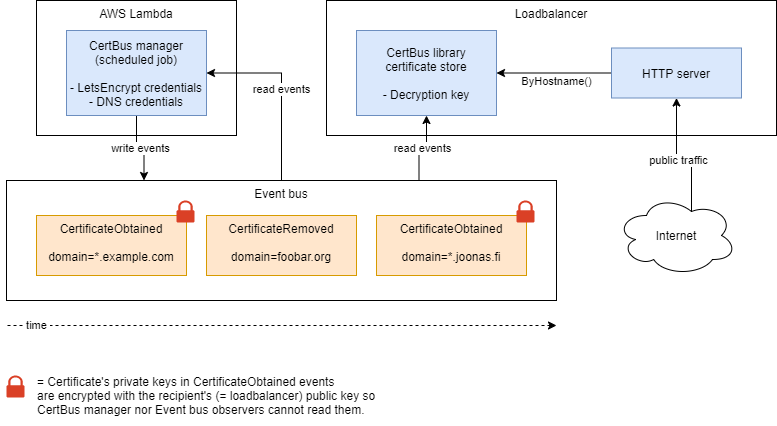 AWS Lambda
CertBus manager
(scheduled job)
- LetsEncrypt credentials
- DNS credentials
read events
write events
Loadbalancer
CertBus library
certificate store
- Decryption key
ByHostname()
HTTP server
read events
public traffic
Internet
Event bus
CertificateObtained
domain=*.example.com
CertificateRemoved
domain=foobar.org
CertificateObtained
domain=*.joonas.fi
time
= Certificate's private keys in CertificateObtained events
are encrypted with the recipient's (= loadbalancer) public key so
CertBus manager nor Event bus observers cannot read them.